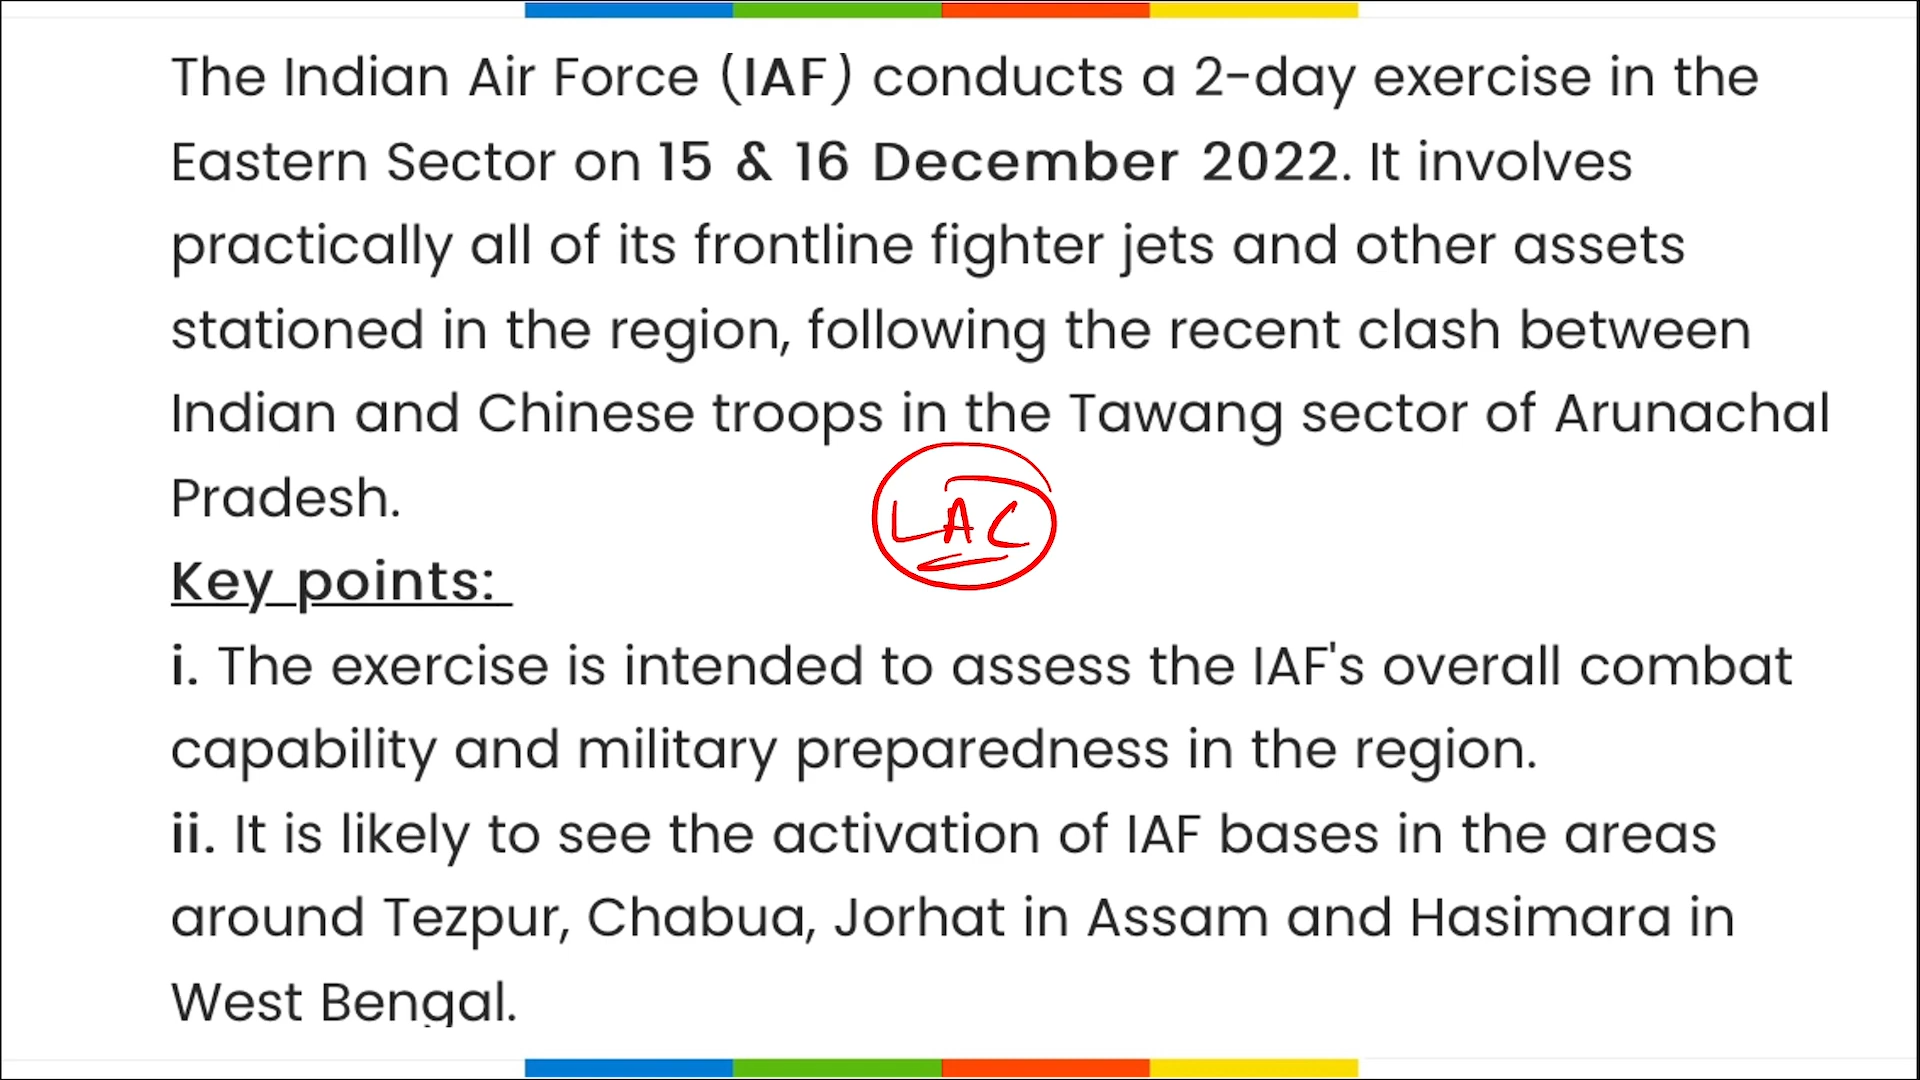 The Indian Air Force (IAF) conducts a 2-day exercise in the
Eastern Sector on 15 & 16 December 2022. It involves
practically all of its frontline fighter jets and other assets
stationed in the region, following the recent clash between
Indian and Chinese troops in the Tawang sector of Arunachal
Pradesh.
LAC
Key points:
i. The exercise is intended to assess the IAF's overall combat
capability and military preparedness in the region.
ii. It is likely to see the activation of IAF bases in the areas
around Tezpur, Chabua, Jorhat in Assam and Hasimara in
West Bengal.